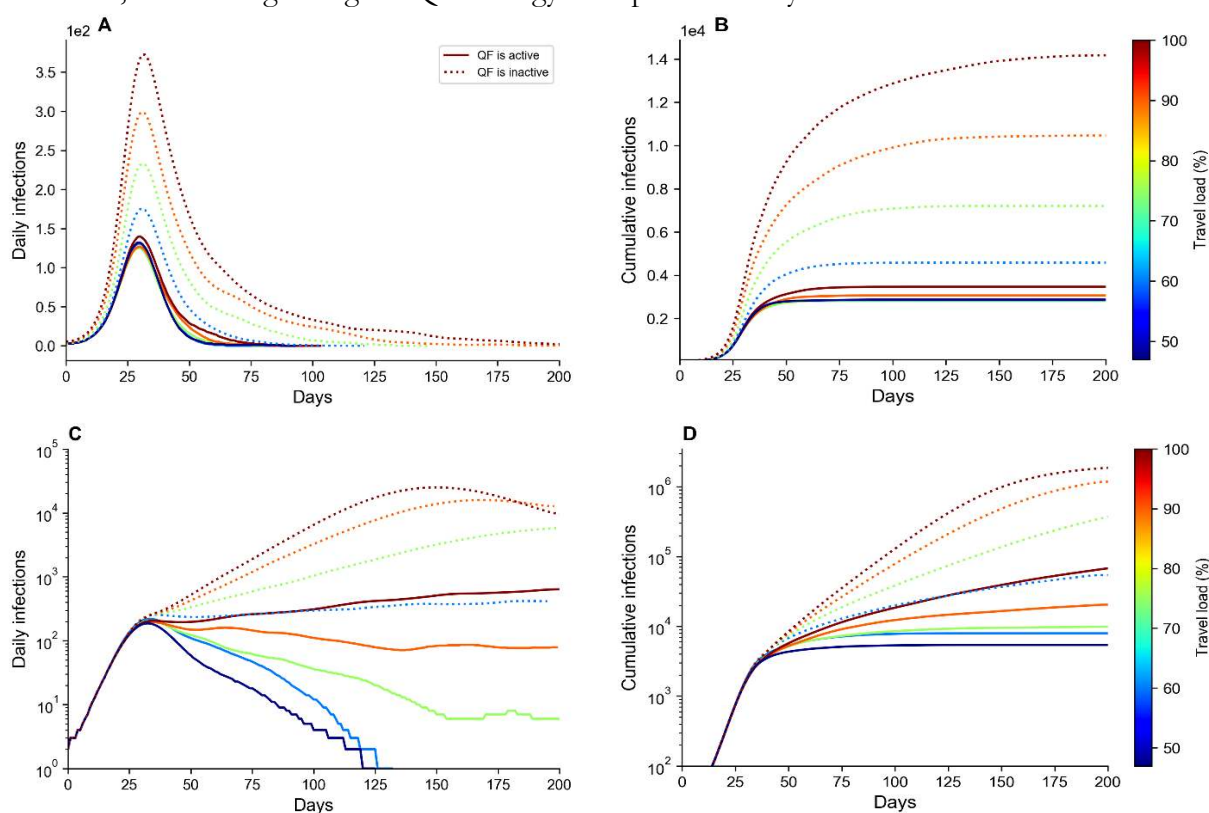 A
B
1e2
1e4
QF is active
QF is inactive
Daily infections
3.5
3.0
2.5
2.0
1.5
1.0
0.5
0.0
0 25 50 75 100 125 150 175 200
Days
Cumulative infections
1.4
1.2
1.0
0.8
0.6
0.4
0.2
0 25 50 75 100 125 150 175 200
Days
100
90
80
70
60
50
Travel load (%)
C
D
Daily infections
10^5
10^4
10^3
10^2
10^1
10^0
0 25 50 75 100 125 150 175 200
Days
Cumulative infections
10^6
10^5
10^4
10^3
10^2
0 25 50 75 100 125 150 175 200
Days
100
90
80
70
60
50
Travel load (%)